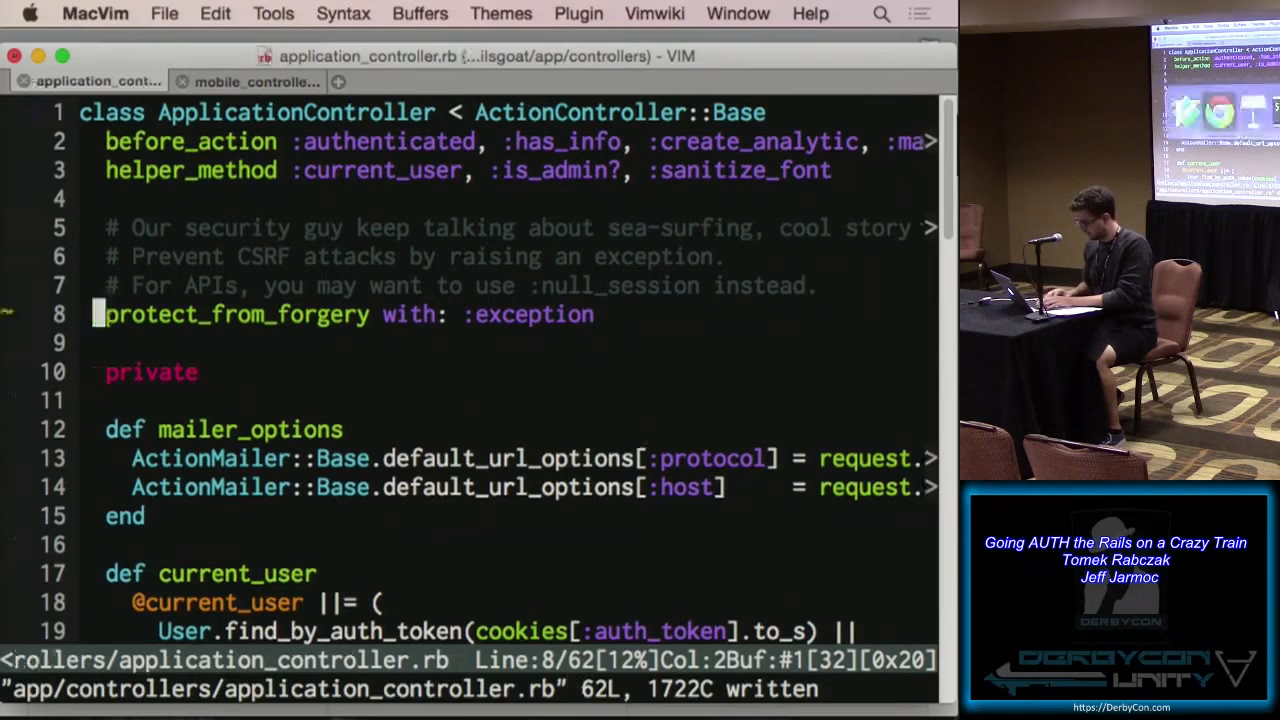 MacVim File Edit Tools Syntax Buffers Themes Plugin Vimwiki Window Help
application_controller.rb (~/railsgoat/app/controllers) - VIM
application_cont... mobile_controlle...
1 class ApplicationController < ActionController::Base
2 before_action :authenticated, :has_info, :create_analytic, :ma>
3 helper_method :current_user, :is_admin?, :sanitize_font
4
5 # Our security guy keep talking about sea-surfing, cool story >
6 # Prevent CSRF attacks by raising an exception.
7 # For APIs, you may want to use :null_session instead.
8 protect_from_forgery with: :exception
9
10 private
11
12 def mailer_options
13 ActionMailer::Base.default_url_options[:protocol] = request.>
14 ActionMailer::Base.default_url_options[:host] = request.>
15 end
16
17 def current_user
18 @current_user ||= (
19 User.find_by_auth_token(cookies[:auth_token].to_s) ||
<rollers/application_controller.rb Line:8/62[12%]Col:2Buf:#1[32][0x20]
"app/controllers/application_controller.rb" 62L, 1722C written
Going AUTH the Rails on a Crazy Train
Tomek Rabczak
Jeff Jarmoc
DERBYCON
DERBYCON
UNITY
https://DerbyCon.com